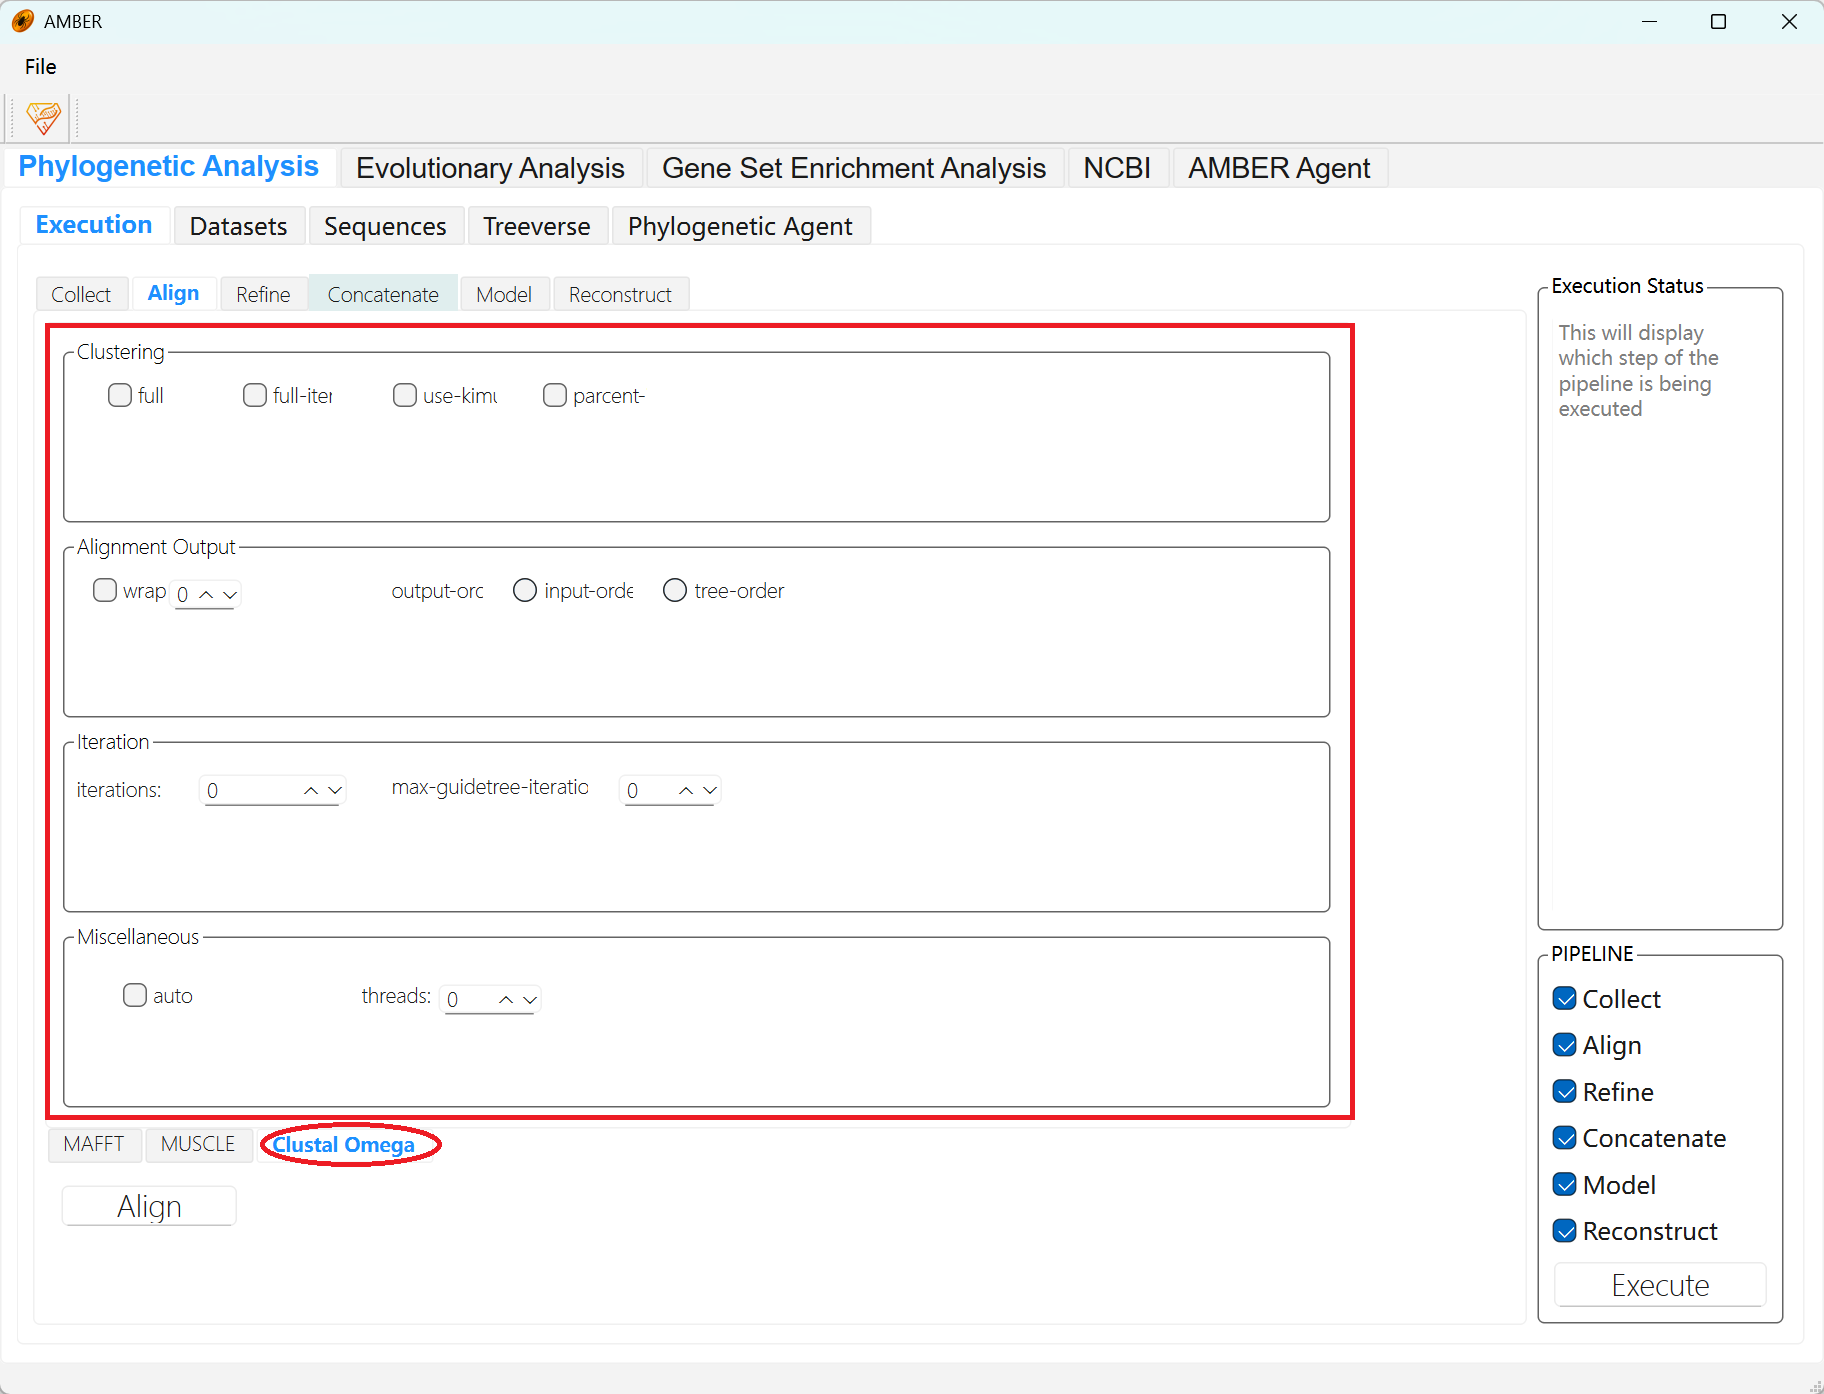 AMBER
File
Phylogenetic Analysis Evolutionary Analysis Gene Set Enrichment Analysis NCBI AMBER Agent
Execution Datasets Sequences Treeverse Phylogenetic Agent
Collect Align Refine Concatenate Model Reconstruct
Clustering
full full-iter use-kimu parcent-
Alignment Output
wrap 0 output-orc input-orde tree-order
Iteration
iterations: 0 max-guidetree-iteratio 0
Miscellaneous
auto threads: 0
MAFFT MUSCLE Clustal Omega
Align
Execution Status
This will display
which step of the
pipeline is being
executed
PIPELINE
Collect
Align
Refine
Concatenate
Model
Reconstruct
Execute